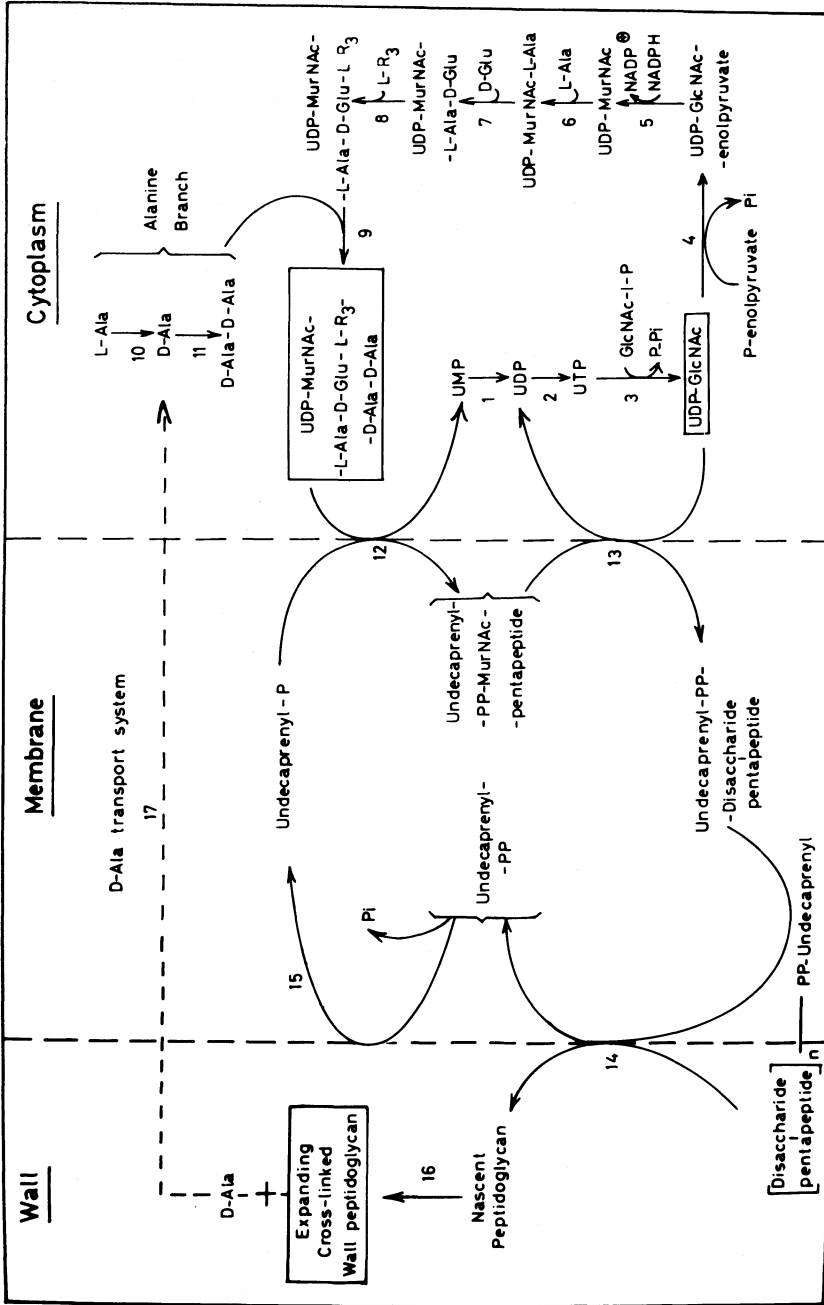 Wall
Membrane
Cytoplasm
D-Ala transport system
17
D-Ala
+
Expanding
Cross-linked
Wall peptidoglycan
16
Nascent
Peptidoglycan
14
[Disaccharide
pentapeptide]n
PP-Undecaprenyl
15
Pi
Undecaprenyl-P
Undecaprenyl-
-PP
Undecaprenyl-
-PP-MurNAc-
-pentapeptide
Undecaprenyl-PP-
-Disaccharide
pentapeptide
12
13
L-Ala
10
D-Ala
11
D-Ala-D-Ala
Alanine
Branch
UDP-MurNAc-
-L-Ala-D-Glu-L-R3-
-D-Ala-D-Ala
9
UDP-MurNAc-
-L-Ala-D-Glu-L R3
8
L-R3
UDP-MurNAc-
-L-Ala-D-Glu
7
D-Glu
UDP-MurNAc-L-Ala
6
L-Ala
UDP-MurNAc
5
NADP⊕
NADPH
UDP-GlcNAc-
-enolpyruvate
4
Pi
P-enolpyruvate
UMP
1
UDP
2
UTP
3
GlcNAc-I-P
P-Pi
UDP-GlcNAc